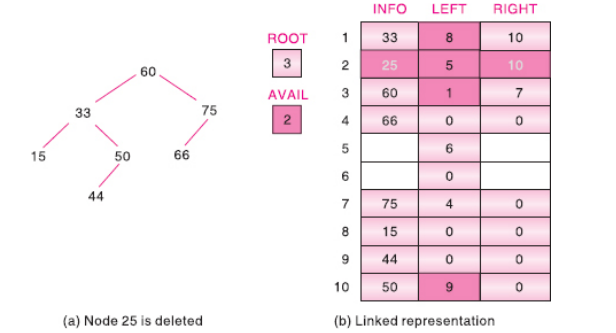 INFO LEFT RIGHT
ROOT
3
AVAIL
2
60
33 75
15 50 66
44
1 33 8 10
2 25 5 10
3 60 1 7
4 66 0 0
5 6
6 0
7 75 4 0
8 15 0 0
9 44 0 0
10 50 9 0
(a) Node 25 is deleted
(b) Linked representation